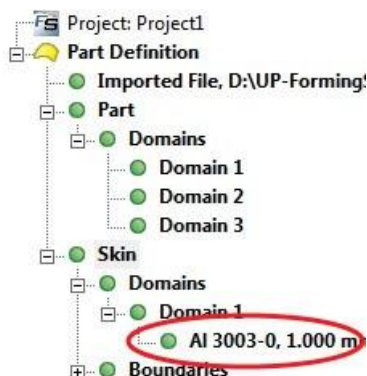 FS Project: Project1
Part Definition
Imported File, D:\UP-Forming
Part
Domains
Domain 1
Domain 2
Domain 3
Skin
Domains
Domain 1
Al 3003-0, 1.000 m
Boundaries